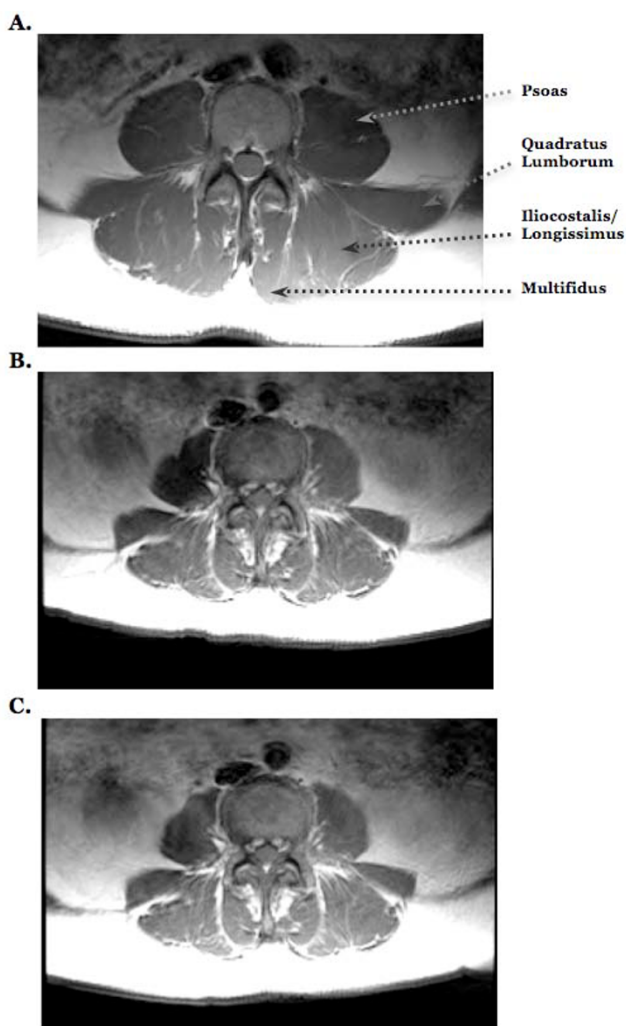 A.
Psoas
Quadratus
Lumborum
Iliocostalis/
Longissimus
Multifidus
B.
C.